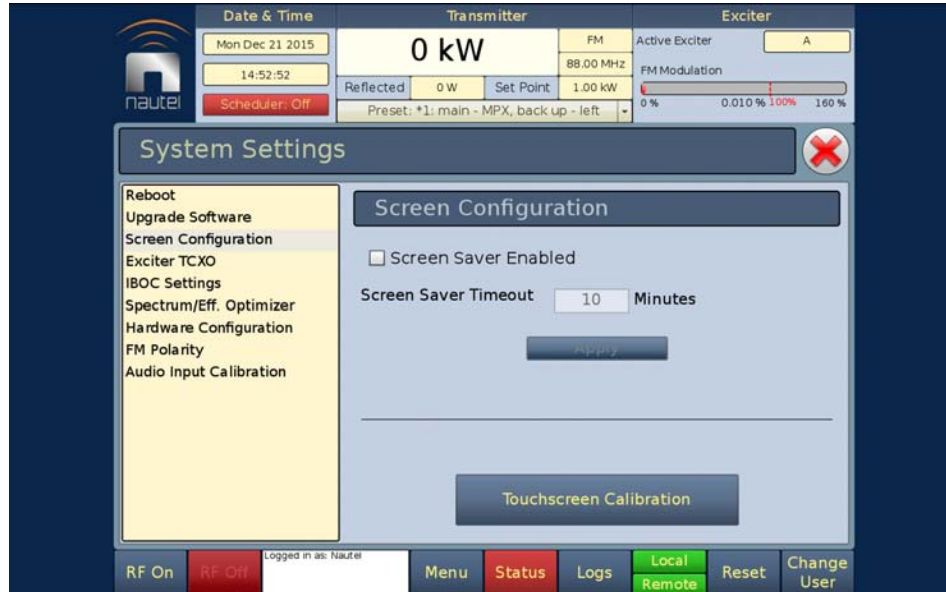 nautel
Date & Time
Mon Dec 21 2015
14:52:52
Scheduler: Off
Transmitter
0 kW
FM
88.00 MHz
Reflected
0 W
Set Point
1.00 kW
Preset: *1: main - MPX, back up - left
Exciter
Active Exciter
A
FM Modulation
0 %
0.010 %
100%
160 %
System Settings
Reboot
Upgrade Software
Screen Configuration
Exciter TCXO
IBOC Settings
Spectrum/Eff. Optimizer
Hardware Configuration
FM Polarity
Audio Input Calibration
Screen Configuration
Screen Saver Enabled
Screen Saver Timeout
10
Minutes
Apply
Touchscreen Calibration
RF On
RF Off
Logged in as: Nautel
Menu
Status
Logs
Local
Remote
Reset
Change
User